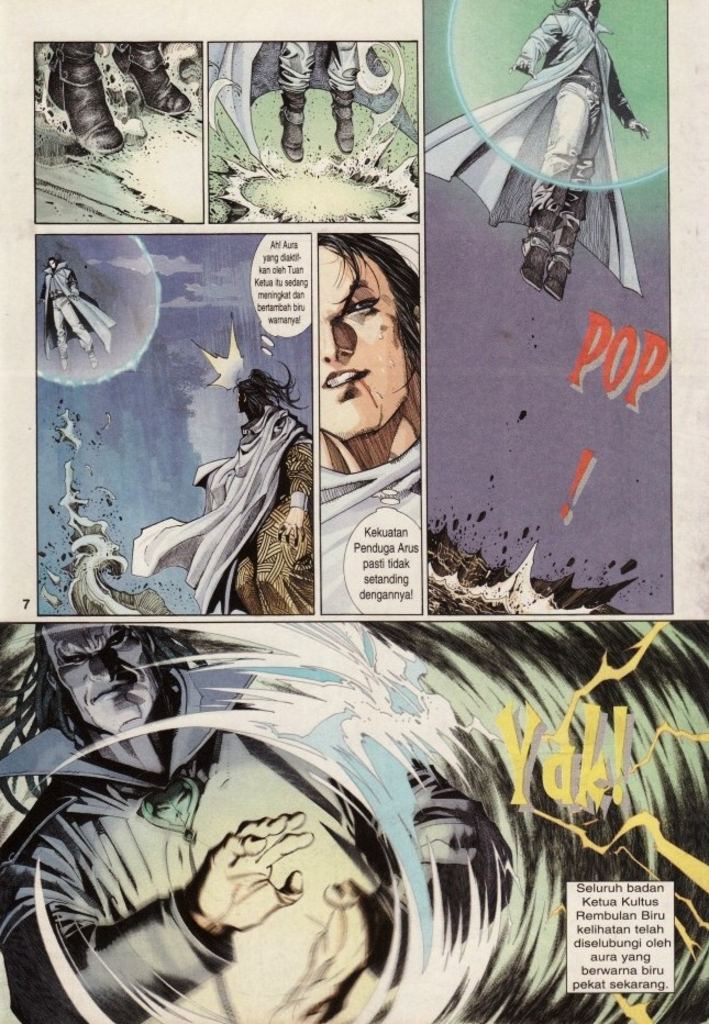 Ah! Aura
yang diaktif-
kan oleh Tuan
Ketua itu sedang
meningkat dan
bertambah biru
warnanya!
Kekuatan
Penduga Arus
pasti tidak
setanding
dengannya!
POP
!
7
Yak!
Seluruh badan
Ketua Kultus
Rembulan Biru
kelihatan telah
diselubungi oleh
aura yang
berwarna biru
pekat sekarang.